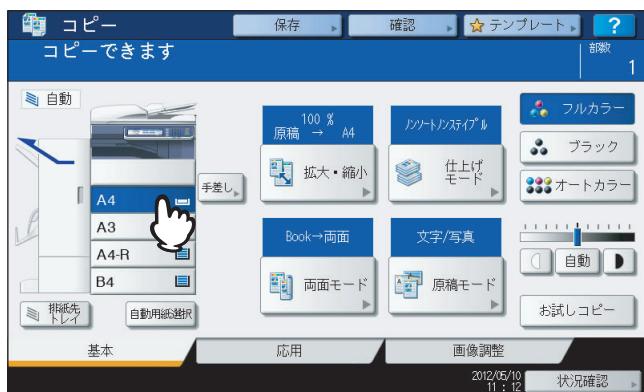 コピー
保存
確認
テンプレート
?
コピーできます
部数
1
自動
100 %
原稿 → A4
ノンソートノンステイプル
フルカラー
拡大・縮小
仕上げ
モード
ブラック
オートカラー
手差し
A4
A3
A4-R
B4
Book→両面
文字/写真
両面モード
原稿モード
自動
排紙先
トレイ
自動用紙選択
お試しコピー
基本
応用
画像調整
2012/05/10
11 : 12
状況確認